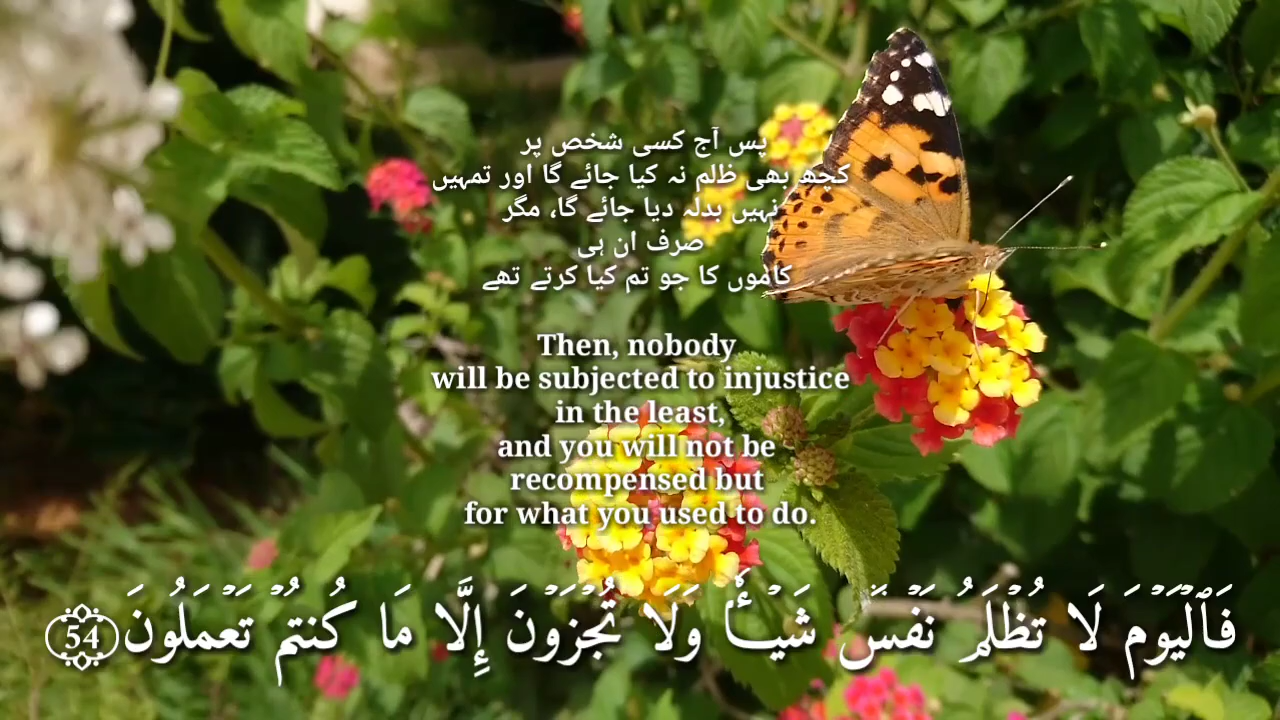 پس آج کسی شخص پر
کچھ بھی ظلم نہ کیا جائے گا اور تمہیں
نہیں بدلہ دیا جائے گا، مگر
صرف ان ہی
کاموں کا جو تم کیا کرتے تھے
Then, nobody
will be subjected to injustice
in the least,
and you will not be
recompensed but
for what you used to do.
فَٱلۡيَوۡمَ لَا تُظۡلَمُ نَفۡسٞ شَيۡـٔٗا وَلَا تُجۡزَوۡنَ إِلَّا مَا كُنتُمۡ تَعۡمَلُونَ 54